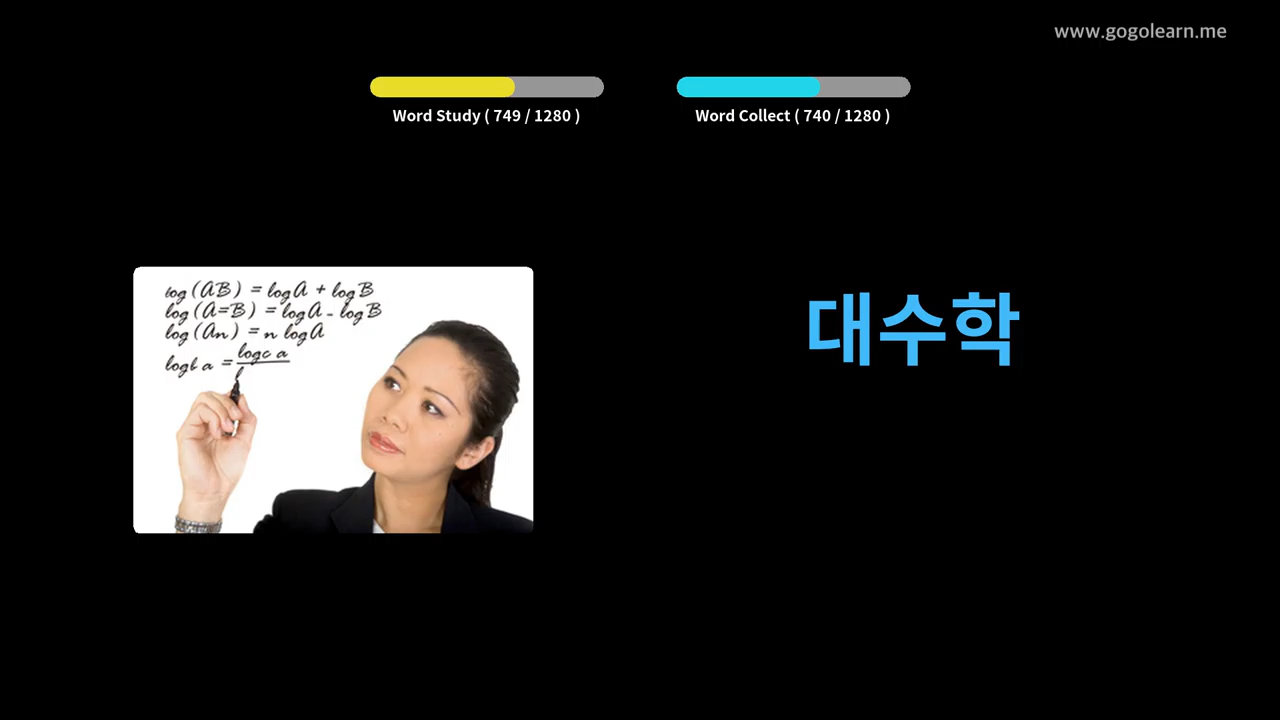 www.gogolearn.me
Word Study ( 749 / 1280 )
Word Collect ( 740 / 1280 )
log (AB) = logA + logB
log (A=B) = logA - logB
log (An) = n logA
logb a = logc a
대수학